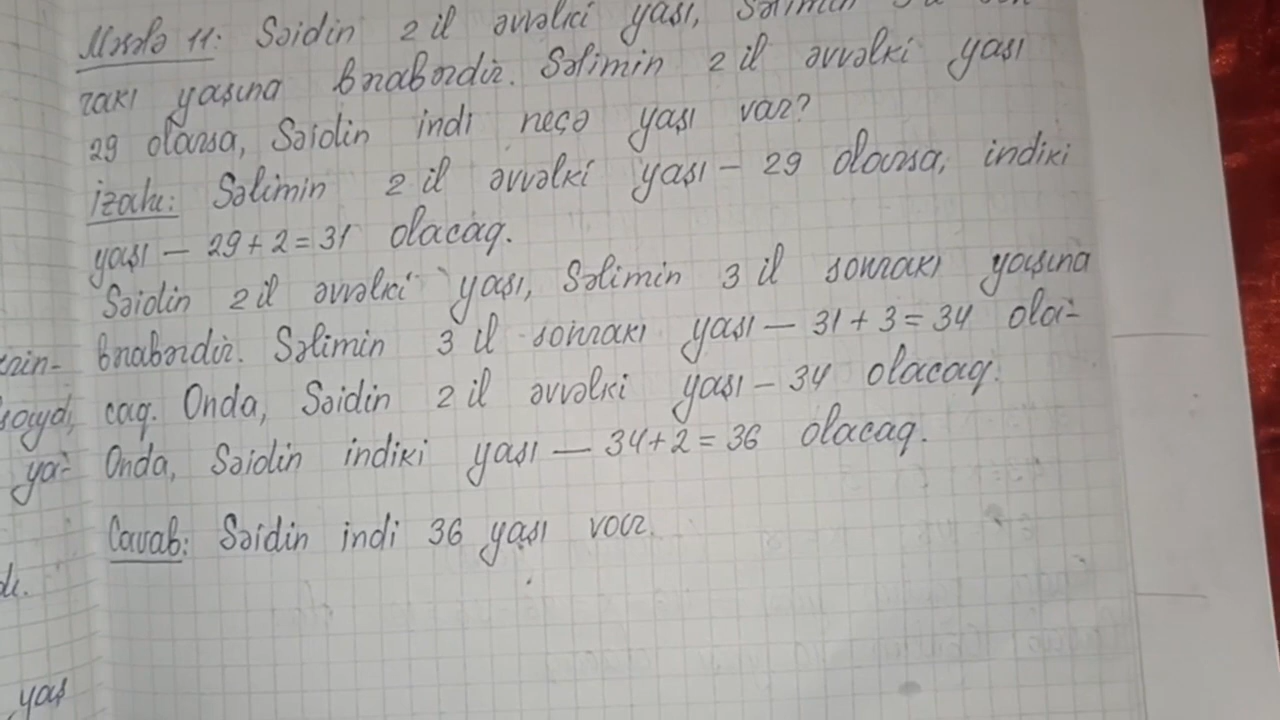 Məsələ 11: Səidin 2 il əvvəlki yaşı, Səlimin
rakı yaşına bərabərdir. Səlimin 2 il əvvəlki yaşı
29 olarsa, Səidin indi neçə yaşı var?
izahı: Səlimin 2 il əvvəlki yaşı - 29 olarsa, indiki
yaşı - 29 + 2 = 31 olacaq.
Səidin 2 il əvvəlki yaşı, Səlimin 3 il sonrakı yaşına
bərabərdir. Səlimin 3 il sonrakı yaşı - 31 + 3 = 34 ola-
caq. Onda, Səidin 2 il əvvəlki yaşı - 34 olacaq.
Onda, Səidin indiki yaşı - 34 + 2 = 36 olacaq.
Cavab: Səidin indi 36 yaşı var.
ya-
yaş